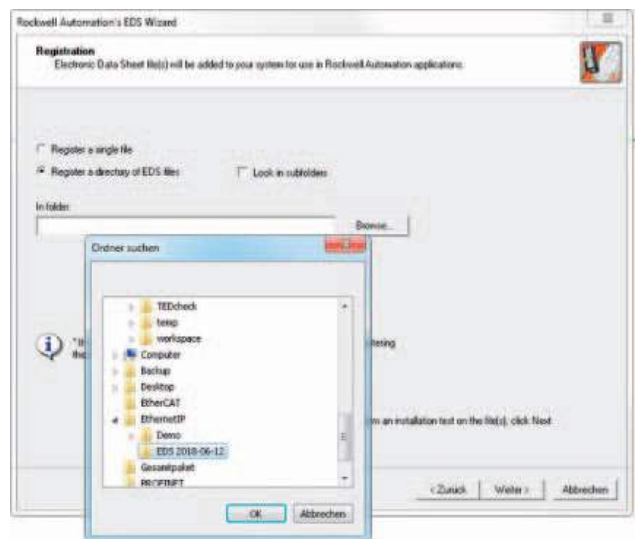 Rockwell Automation's EDS Wizard
Registration
Electronic Data Sheet file(s) will be added to your system for use in Rockwell Automation applications.
Register a single file
Register a directory of EDS files
Look in subfolders
In folder:
Browse...
Ordner suchen
TEDcheck
temp
workspace
Computer
Backup
Desktop
EtherCAT
EthernetIP
Demo
EDS 2018-06-12
Gesamtpaket
PROFINET
OK
Abbrechen
an installation test on the file(s), click Next
< Zurück
Weiter >
Abbrechen